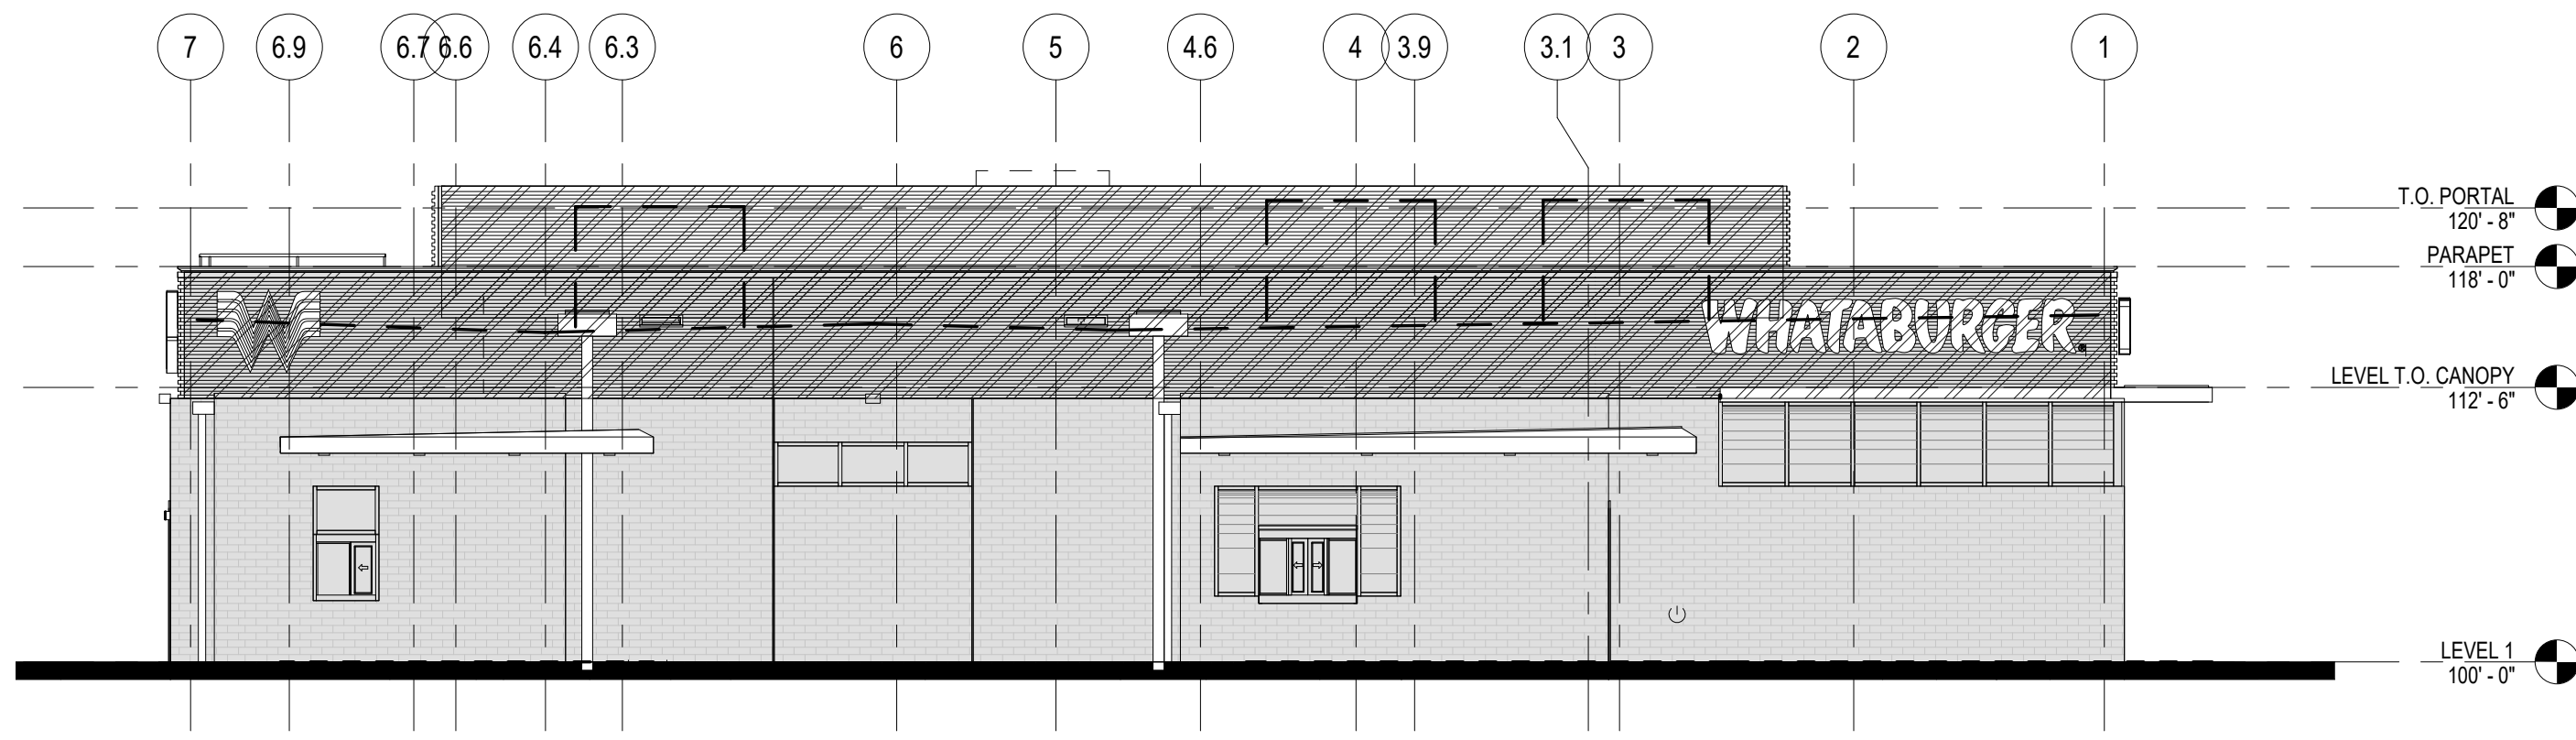 7
6.9
6.7
6.6
6.4
6.3
6
5
4.6
4
3.9
3.1
3
2
1
T.O. PORTAL
120' - 8"
PARAPET
118' - 0"
W
WHATABURGER®
LEVEL T.O. CANOPY
112' - 6"
LEVEL 1
100' - 0"